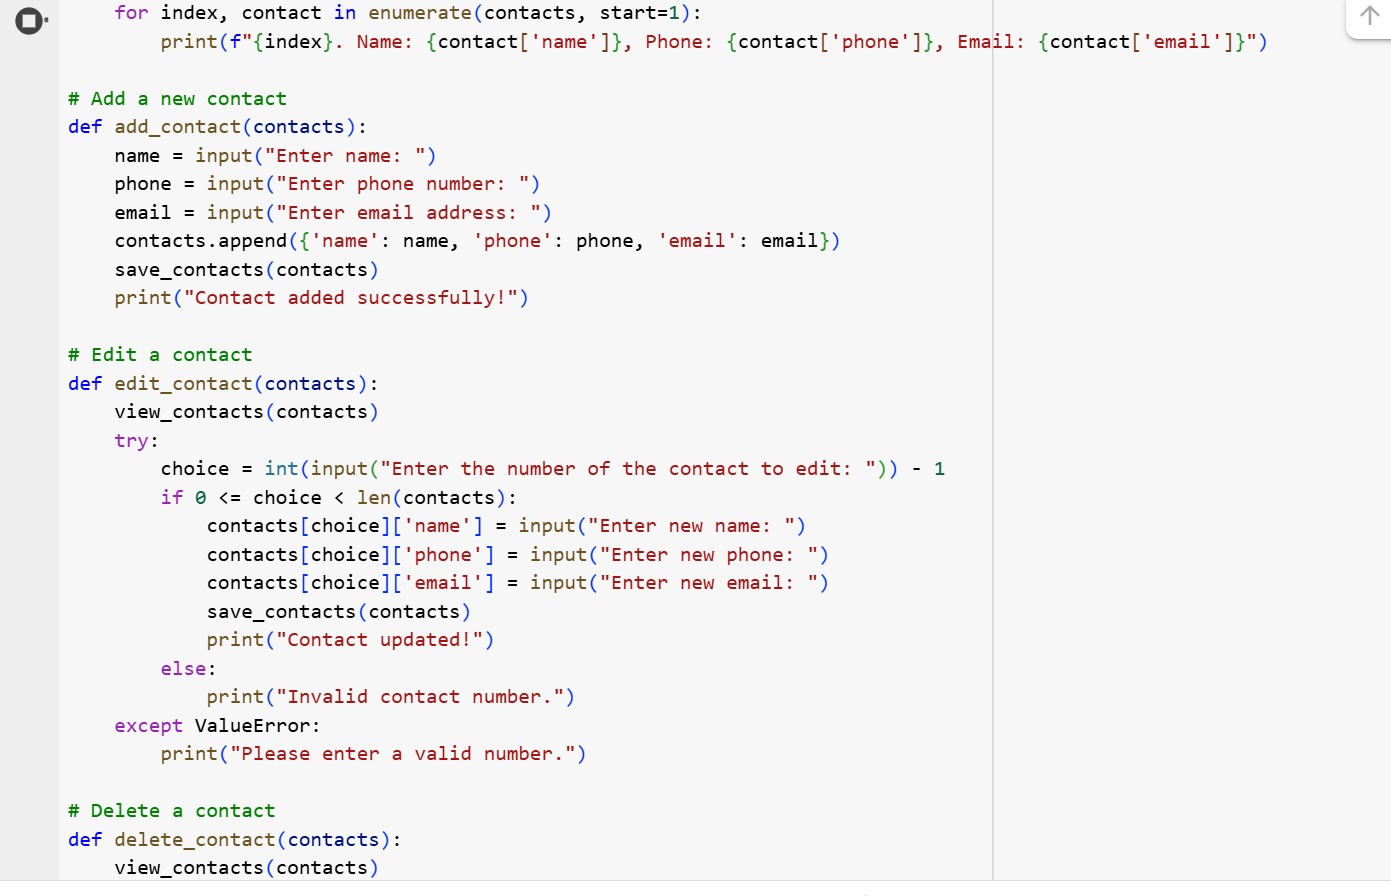 for index, contact in enumerate(contacts, start=1):
        print(f"{index}. Name: {contact['name']}, Phone: {contact['phone']}, Email: {contact['email']}")

# Add a new contact
def add_contact(contacts):
    name = input("Enter name: ")
    phone = input("Enter phone number: ")
    email = input("Enter email address: ")
    contacts.append({'name': name, 'phone': phone, 'email': email})
    save_contacts(contacts)
    print("Contact added successfully!")

# Edit a contact
def edit_contact(contacts):
    view_contacts(contacts)
    try:
        choice = int(input("Enter the number of the contact to edit: ")) - 1
        if 0 <= choice < len(contacts):
            contacts[choice]['name'] = input("Enter new name: ")
            contacts[choice]['phone'] = input("Enter new phone: ")
            contacts[choice]['email'] = input("Enter new email: ")
            save_contacts(contacts)
            print("Contact updated!")
        else:
            print("Invalid contact number.")
    except ValueError:
        print("Please enter a valid number.")

# Delete a contact
def delete_contact(contacts):
    view_contacts(contacts)